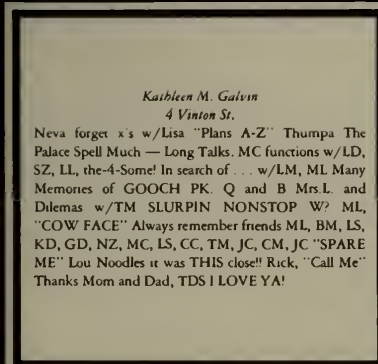 Kathleen M. Galvin
4 Vinton St.
Neva forget x's w/Lisa "Plans A-Z" Thumpa The
Palace Spell Much — Long Talks. MC functions w/LD,
SZ, LL, the-4-Some! In search of . . . w/LM, ML Many
Memories of GOOCH PK. Q and B Mrs.L. and
Dilemas w/TM SLURPIN NONSTOP W? ML,
"COW FACE" Always remember friends ML, BM, LS,
KD, GD, NZ, MC, LS, CC, TM, JC, CM, JC "SPARE
ME" Lou Noodles it was THIS close!! Rick, "Call Me"
Thanks Mom and Dad, TDS I LOVE YA!